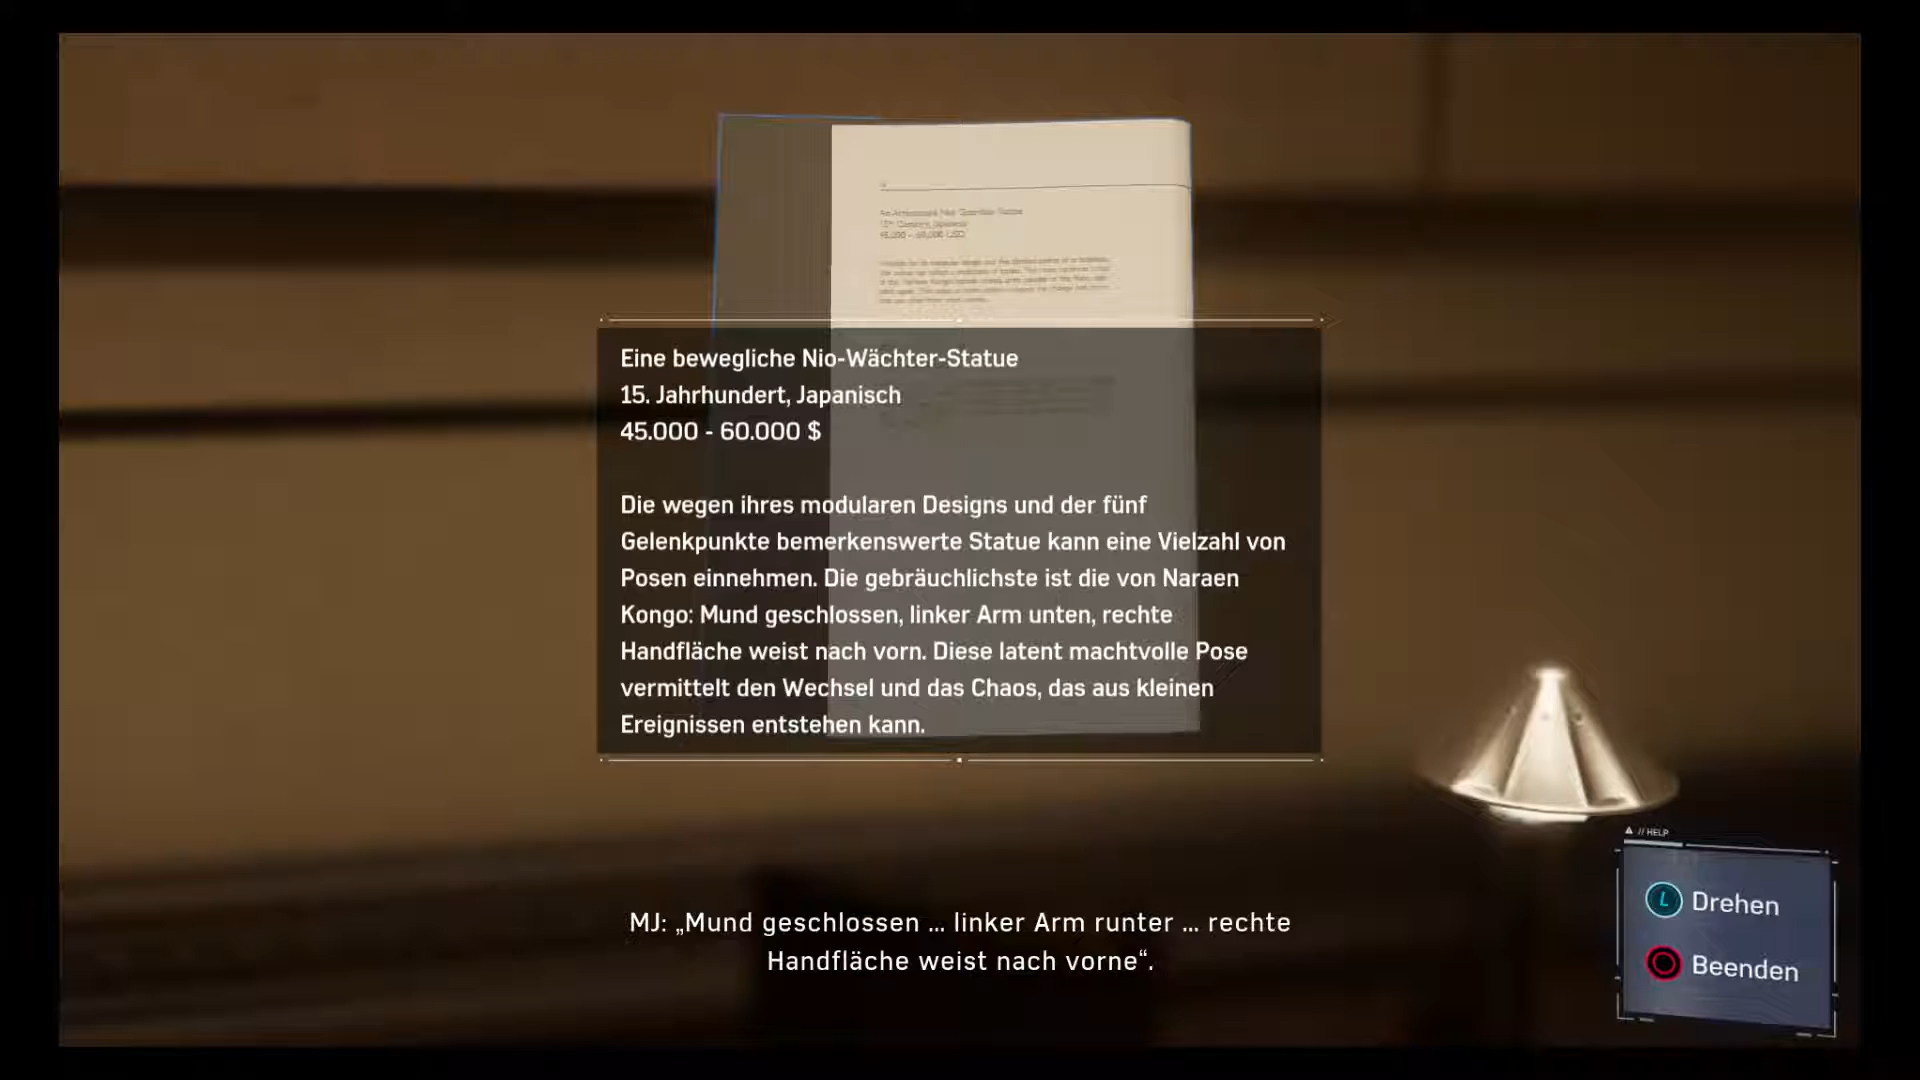 Eine bewegliche Nio-Wächter-Statue
15. Jahrhundert, Japanisch
45.000 - 60.000 $
Die wegen ihres modularen Designs und der fünf
Gelenkpunkte bemerkenswerte Statue kann eine Vielzahl von
Posen einnehmen. Die gebräuchlichste ist die von Naraen
Kongo: Mund geschlossen, linker Arm unten, rechte
Handfläche weist nach vorn. Diese latent machtvolle Pose
vermittelt den Wechsel und das Chaos, das aus kleinen
Ereignissen entstehen kann.
MJ: „Mund geschlossen ... linker Arm runter ... rechte
Handfläche weist nach vorne“.
// HELP
L Drehen
Beenden